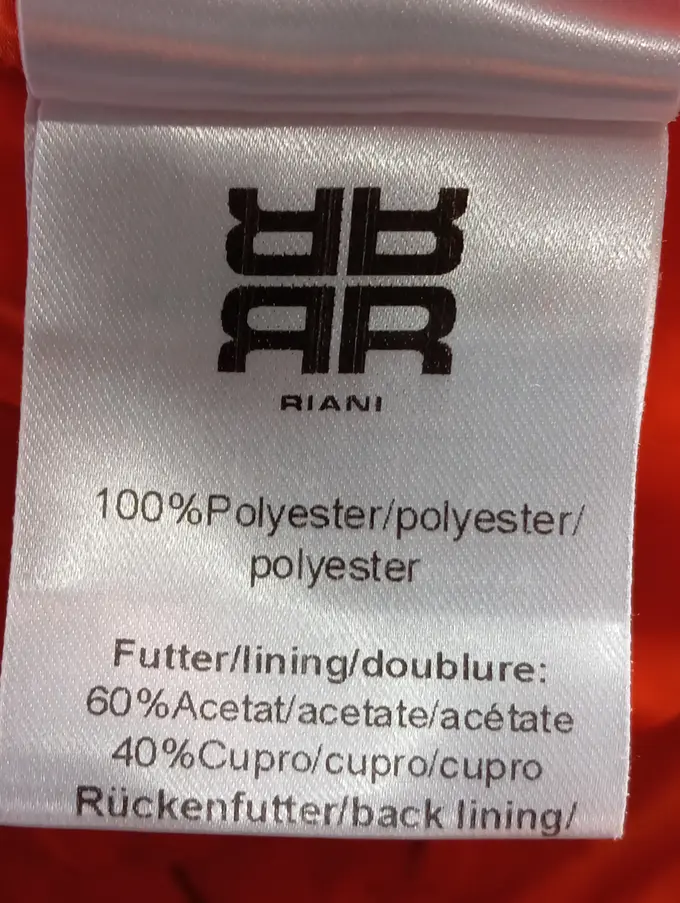 RIANI
100%Polyester/polyester/
polyester
Futter/lining/doublure:
60%Acetat/acetate/acétate
40%Cupro/cupro/cupro
Rückenfutter/back lining/